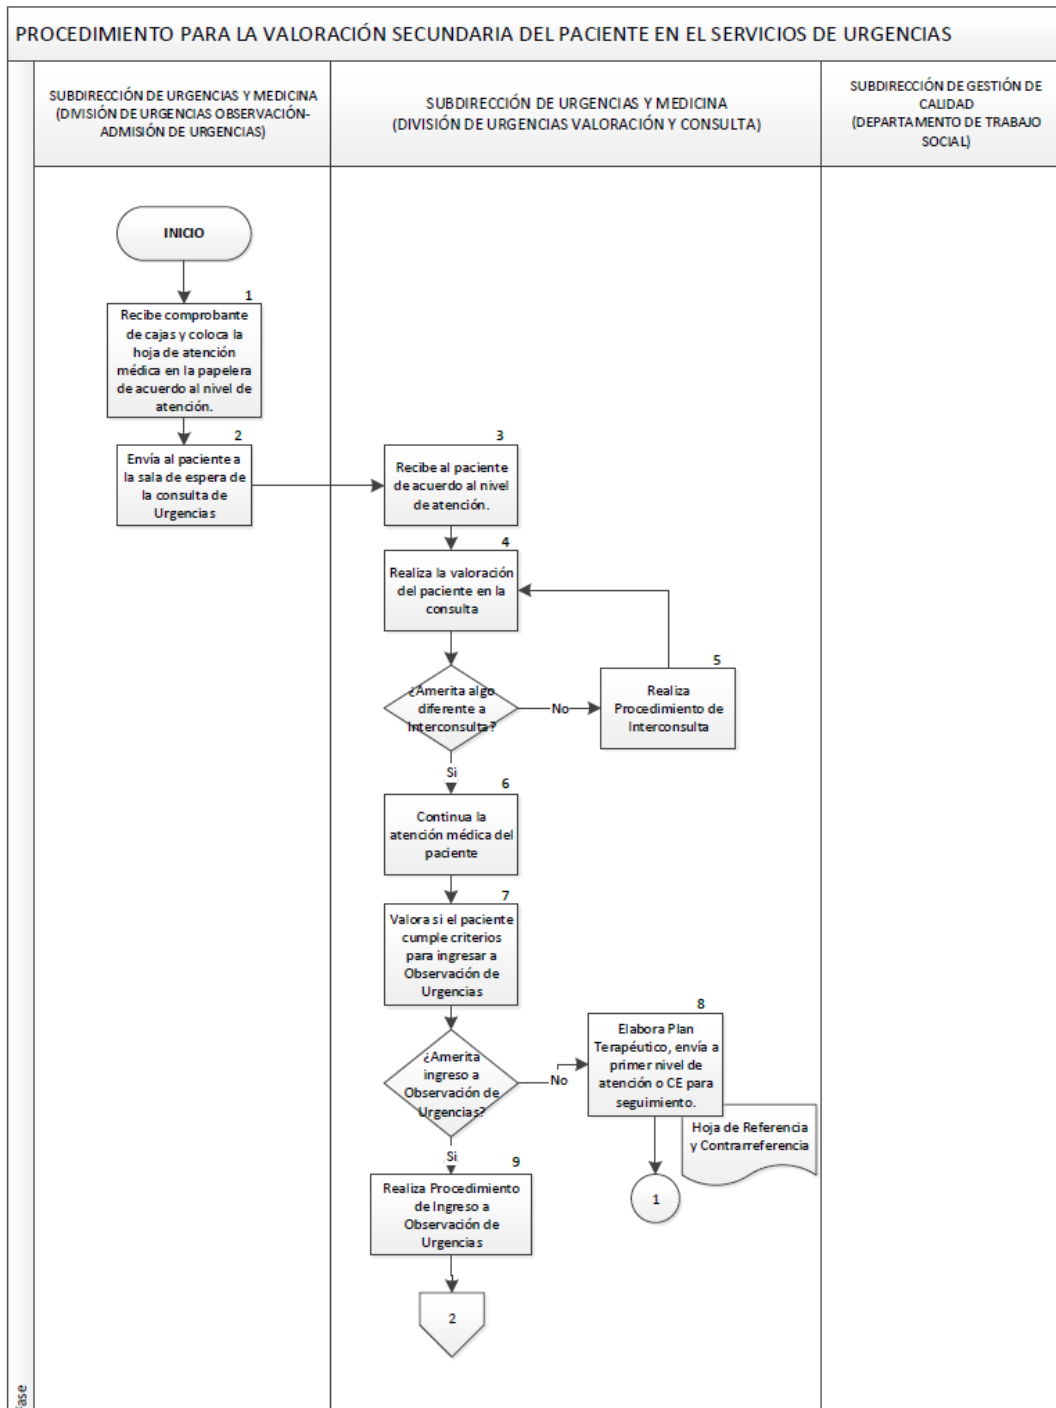 PROCEDIMIENTO PARA LA VALORACIÓN SECUNDARIA DEL PACIENTE EN EL SERVICIOS DE URGENCIAS
SUBDIRECCIÓN DE URGENCIAS Y MEDICINA
(DIVISIÓN DE URGENCIAS OBSERVACIÓN-
ADMISIÓN DE URGENCIAS)
SUBDIRECCIÓN DE URGENCIAS Y MEDICINA
(DIVISIÓN DE URGENCIAS VALORACIÓN Y CONSULTA)
SUBDIRECCIÓN DE GESTIÓN DE
CALIDAD
(DEPARTAMENTO DE TRABAJO
SOCIAL)
INICIO
1
Recibe comprobante
de cajas y coloca la
hoja de atención
médica en la papelera
de acuerdo al nivel de
atención.
2
Envía al paciente a
la sala de espera de
la consulta de
Urgencias
3
Recibe al paciente
de acuerdo al nivel
de atención.
4
Realiza la valoración
del paciente en la
consulta
¿Amerita algo
diferente a
Interconsulta?
No
5
Realiza
Procedimiento de
Interconsulta
Si
6
Continua la
atención médica del
paciente
7
Valora si el paciente
cumple criterios
para ingresar a
Observación de
Urgencias
¿Amerita
ingreso a
Observación de
Urgencias?
No
8
Elabora Plan
Terapéutico, envía a
primer nivel de
atención o CE para
seguimiento.
Hoja de Referencia
y Contrarreferencia
1
Si
9
Realiza Procedimiento
de Ingreso a
Observación de
Urgencias
2
Fase